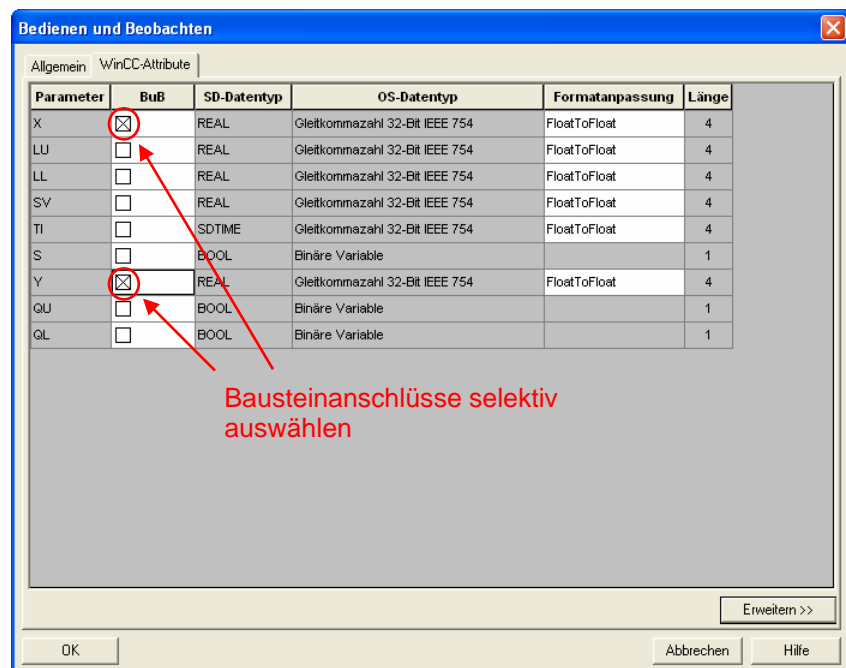 Bedienen und Beobachten
Allgemein WinCC-Attribute
Parameter BuB SD-Datentyp OS-Datentyp Formatanpassung Länge
X REAL Gleitkommazahl 32-Bit IEEE 754 FloatToFloat 4
LU REAL Gleitkommazahl 32-Bit IEEE 754 FloatToFloat 4
LL REAL Gleitkommazahl 32-Bit IEEE 754 FloatToFloat 4
SV REAL Gleitkommazahl 32-Bit IEEE 754 FloatToFloat 4
TI SDTIME Gleitkommazahl 32-Bit IEEE 754 FloatToFloat 4
S BOOL Binäre Variable 1
Y REAL Gleitkommazahl 32-Bit IEEE 754 FloatToFloat 4
QU BOOL Binäre Variable 1
QL BOOL Binäre Variable 1
Bausteinanschlüsse selektiv
auswählen
Erweitern >>
OK Abbrechen Hilfe